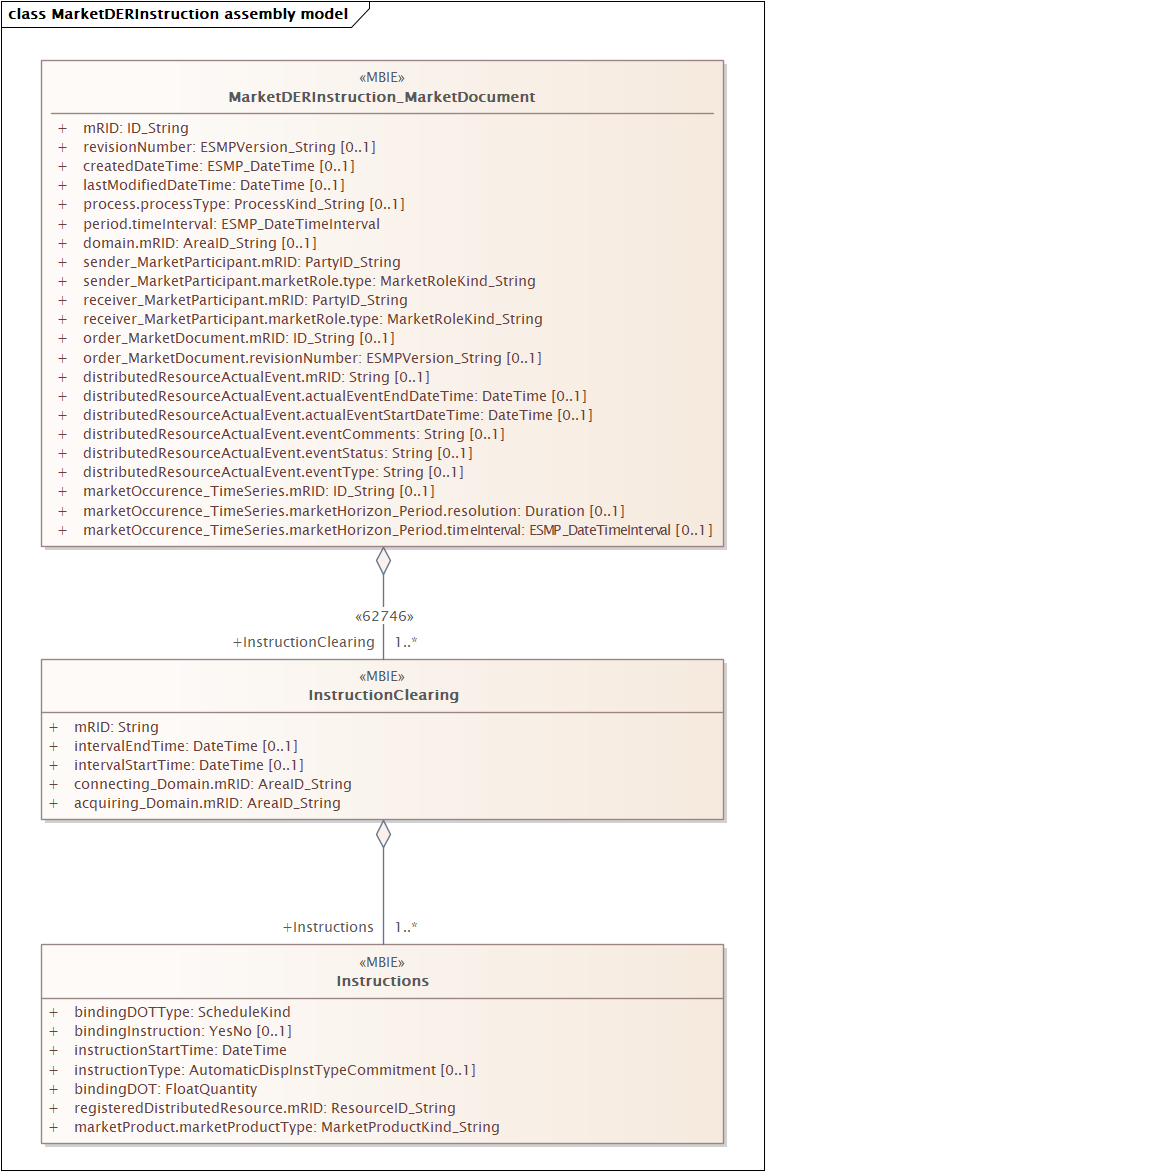 class MarketDERInstruction assembly model
«MBIE»
MarketDERInstruction_MarketDocument
+ mRID: ID_String
+ revisionNumber: ESMPVersion_String [0..1]
+ createdDateTime: ESMP_DateTime [0..1]
+ lastModifiedDateTime: DateTime [0..1]
+ process.processType: ProcessKind_String [0..1]
+ period.timeInterval: ESMP_DateTimeInterval
+ domain.mRID: AreaID_String [0..1]
+ sender_MarketParticipant.mRID: PartyID_String
+ sender_MarketParticipant.marketRole.type: MarketRoleKind_String
+ receiver_MarketParticipant.mRID: PartyID_String
+ receiver_MarketParticipant.marketRole.type: MarketRoleKind_String
+ order_MarketDocument.mRID: ID_String [0..1]
+ order_MarketDocument.revisionNumber: ESMPVersion_String [0..1]
+ distributedResourceActualEvent.mRID: String [0..1]
+ distributedResourceActualEvent.actualEventEndDateTime: DateTime [0..1]
+ distributedResourceActualEvent.actualEventStartDateTime: DateTime [0..1]
+ distributedResourceActualEvent.eventComments: String [0..1]
+ distributedResourceActualEvent.eventStatus: String [0..1]
+ distributedResourceActualEvent.eventType: String [0..1]
+ marketOccurence_TimeSeries.mRID: ID_String [0..1]
+ marketOccurence_TimeSeries.marketHorizon_Period.resolution: Duration [0..1]
+ marketOccurence_TimeSeries.marketHorizon_Period.timeInterval: ESMP_DateTimeInterval [0..1]
«62746»
+InstructionClearing 1..*
«MBIE»
InstructionClearing
+ mRID: String
+ intervalEndTime: DateTime [0..1]
+ intervalStartTime: DateTime [0..1]
+ connecting_Domain.mRID: AreaID_String
+ acquiring_Domain.mRID: AreaID_String
+Instructions 1..*
«MBIE»
Instructions
+ bindingDOTType: ScheduleKind
+ bindingInstruction: YesNo [0..1]
+ instructionStartTime: DateTime
+ instructionType: AutomaticDispInstTypeCommitment [0..1]
+ bindingDOT: FloatQuantity
+ registeredDistributedResource.mRID: ResourceID_String
+ marketProduct.marketProductType: MarketProductKind_String